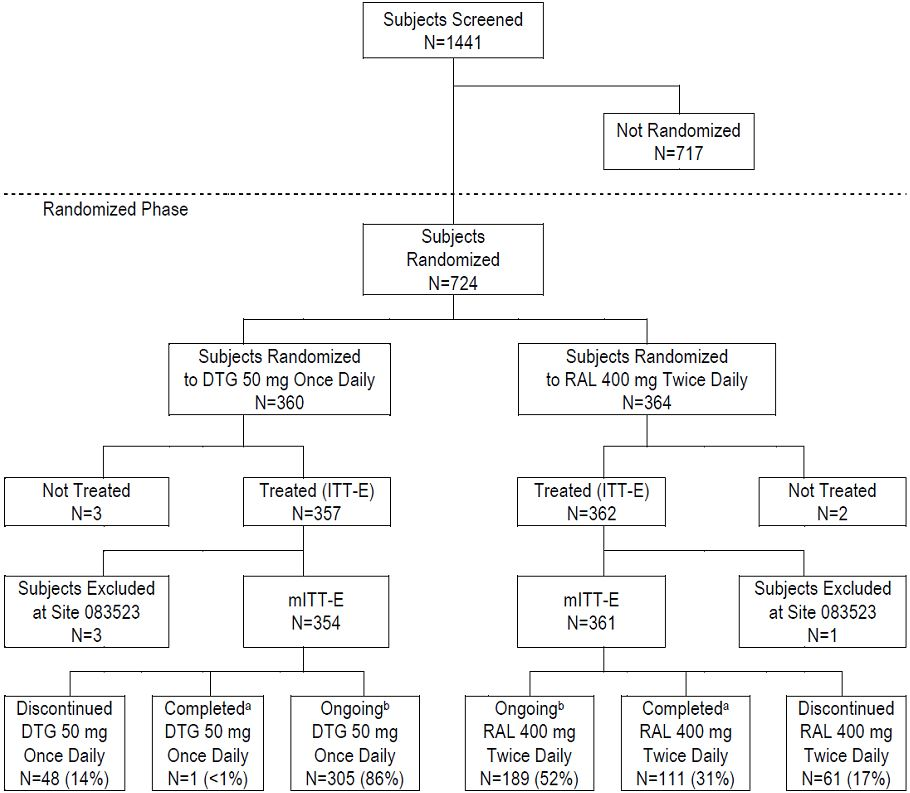 Subjects Screened
N=1441
Not Randomized
N=717
Randomized Phase
Subjects
Randomized
N=724
Subjects Randomized
to DTG 50 mg Once Daily
N=360
Subjects Randomized
to RAL 400 mg Twice Daily
N=364
Not Treated
N=3
Treated (ITT-E)
N=357
Treated (ITT-E)
N=362
Not Treated
N=2
Subjects Excluded
at Site 083523
N=3
mITT-E
N=354
mITT-E
N=361
Subjects Excluded
at Site 083523
N=1
Discontinued
DTG 50 mg
Once Daily
N=48 (14%)
Completedᵃ
DTG 50 mg
Once Daily
N=1 (<1%)
Ongoingᵇ
DTG 50 mg
Once Daily
N=305 (86%)
Ongoingᵇ
RAL 400 mg
Twice Daily
N=189 (52%)
Completedᵃ
RAL 400 mg
Twice Daily
N=111 (31%)
Discontinued
RAL 400 mg
Twice Daily
N=61 (17%)